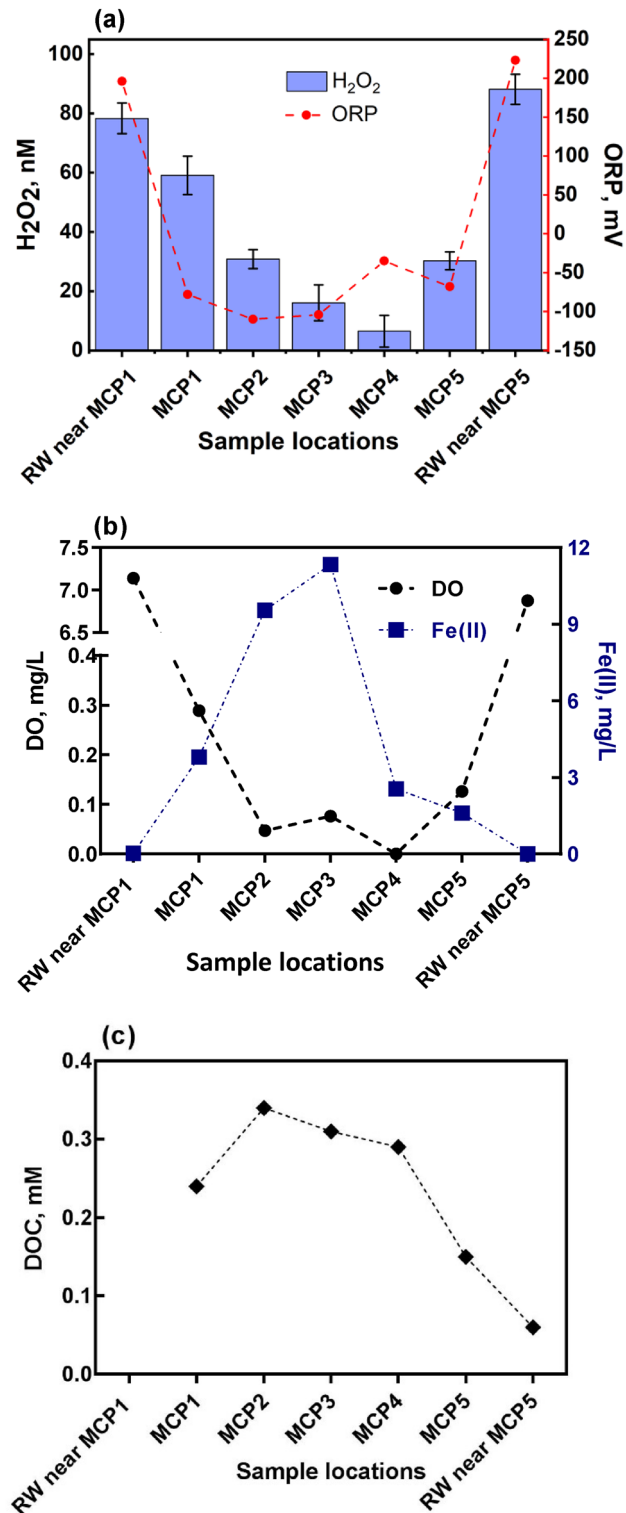 (a)
100
80
60
40
20
0
H₂O₂, nM
H₂O₂
ORP
250
200
150
100
50
0
-50
-100
-150
ORP, mV
RW near MCP1
MCP1
MCP2
MCP3
MCP4
MCP5
RW near MCP5
Sample locations
(b)
7.5
7.0
6.5
0.4
0.3
0.2
0.1
0.0
DO, mg/L
DO
Fe(II)
12
9
6
3
0
Fe(II), mg/L
RW near MCP1
MCP1
MCP2
MCP3
MCP4
MCP5
RW near MCP5
Sample locations
(c)
0.4
0.3
0.2
0.1
0.0
DOC, mM
RW near MCP1
MCP1
MCP2
MCP3
MCP4
MCP5
RW near MCP5
Sample locations